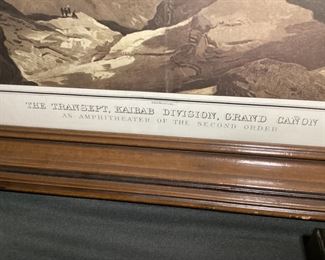 THE TRANSEPT, KAIBAB DIVISION, GRAND CAÑON
AN AMPHITHEATER OF THE SECOND ORDER